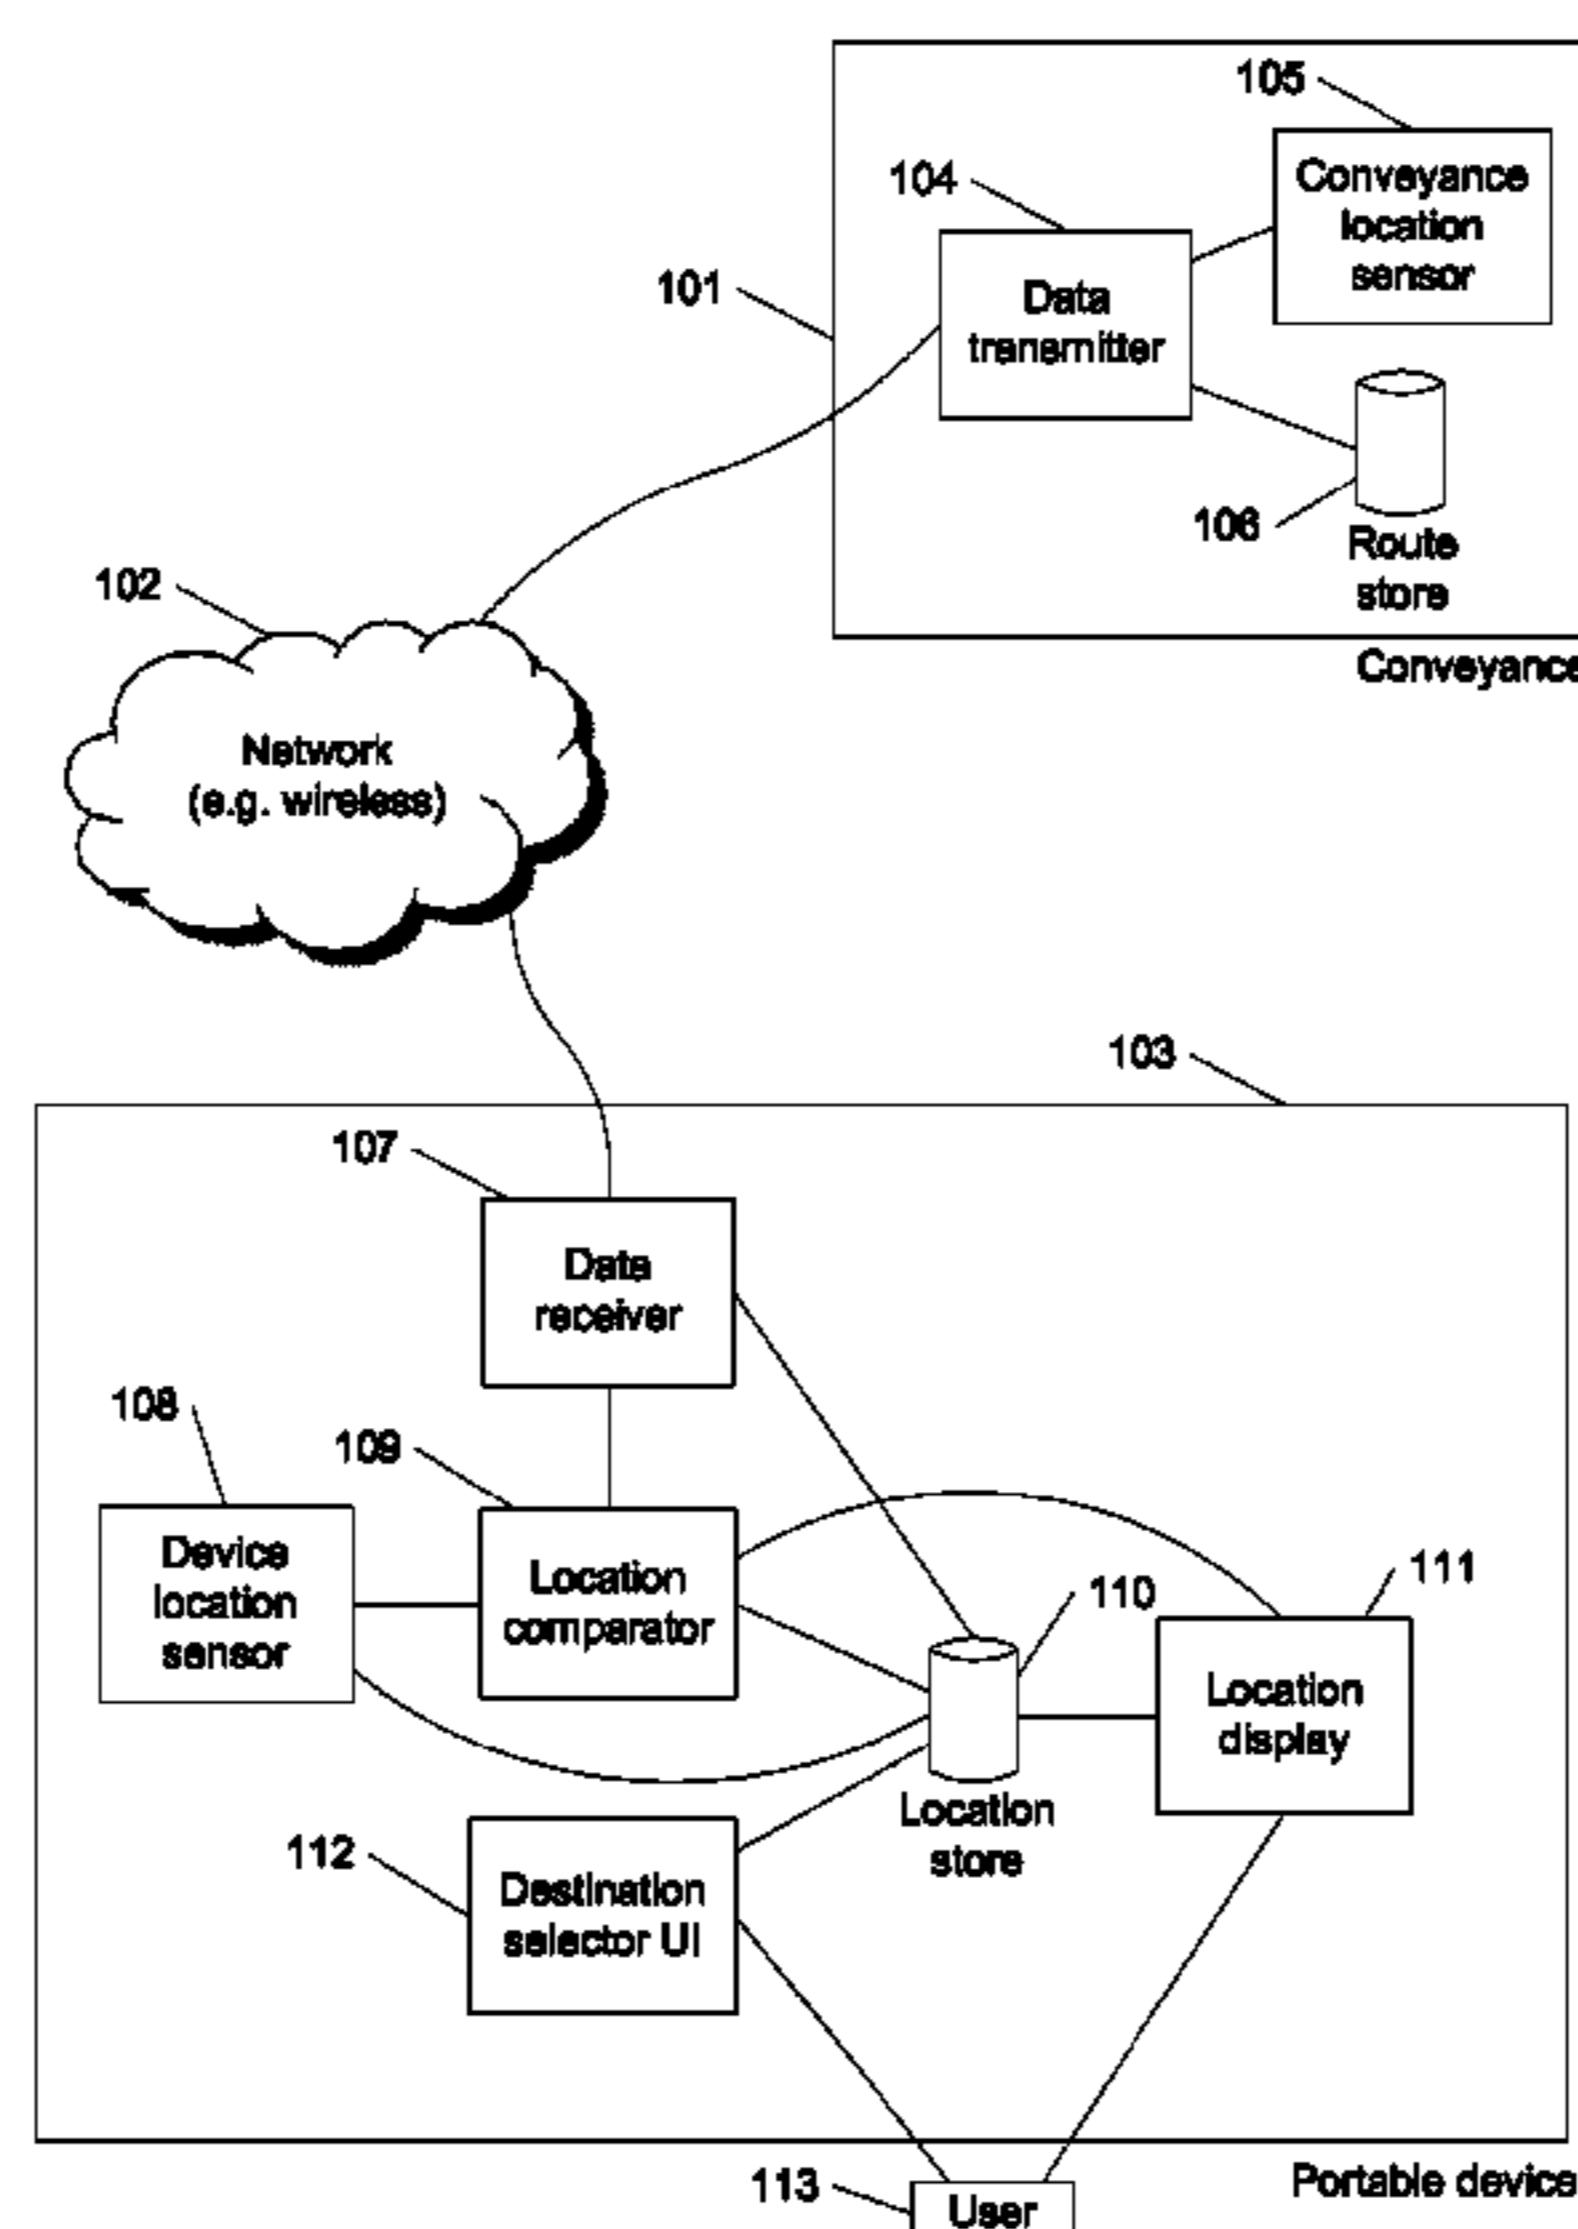 105
Conveyance
location
sensor
104
Data
transmitter
101
106
Route
store
Conveyance
102
Network
(e.g. wireless)
103
107
Data
receiver
108
Device
location
sensor
109
Location
comparator
110
Location
store
111
Location
display
112
Destination
selector UI
113
User
Portable device